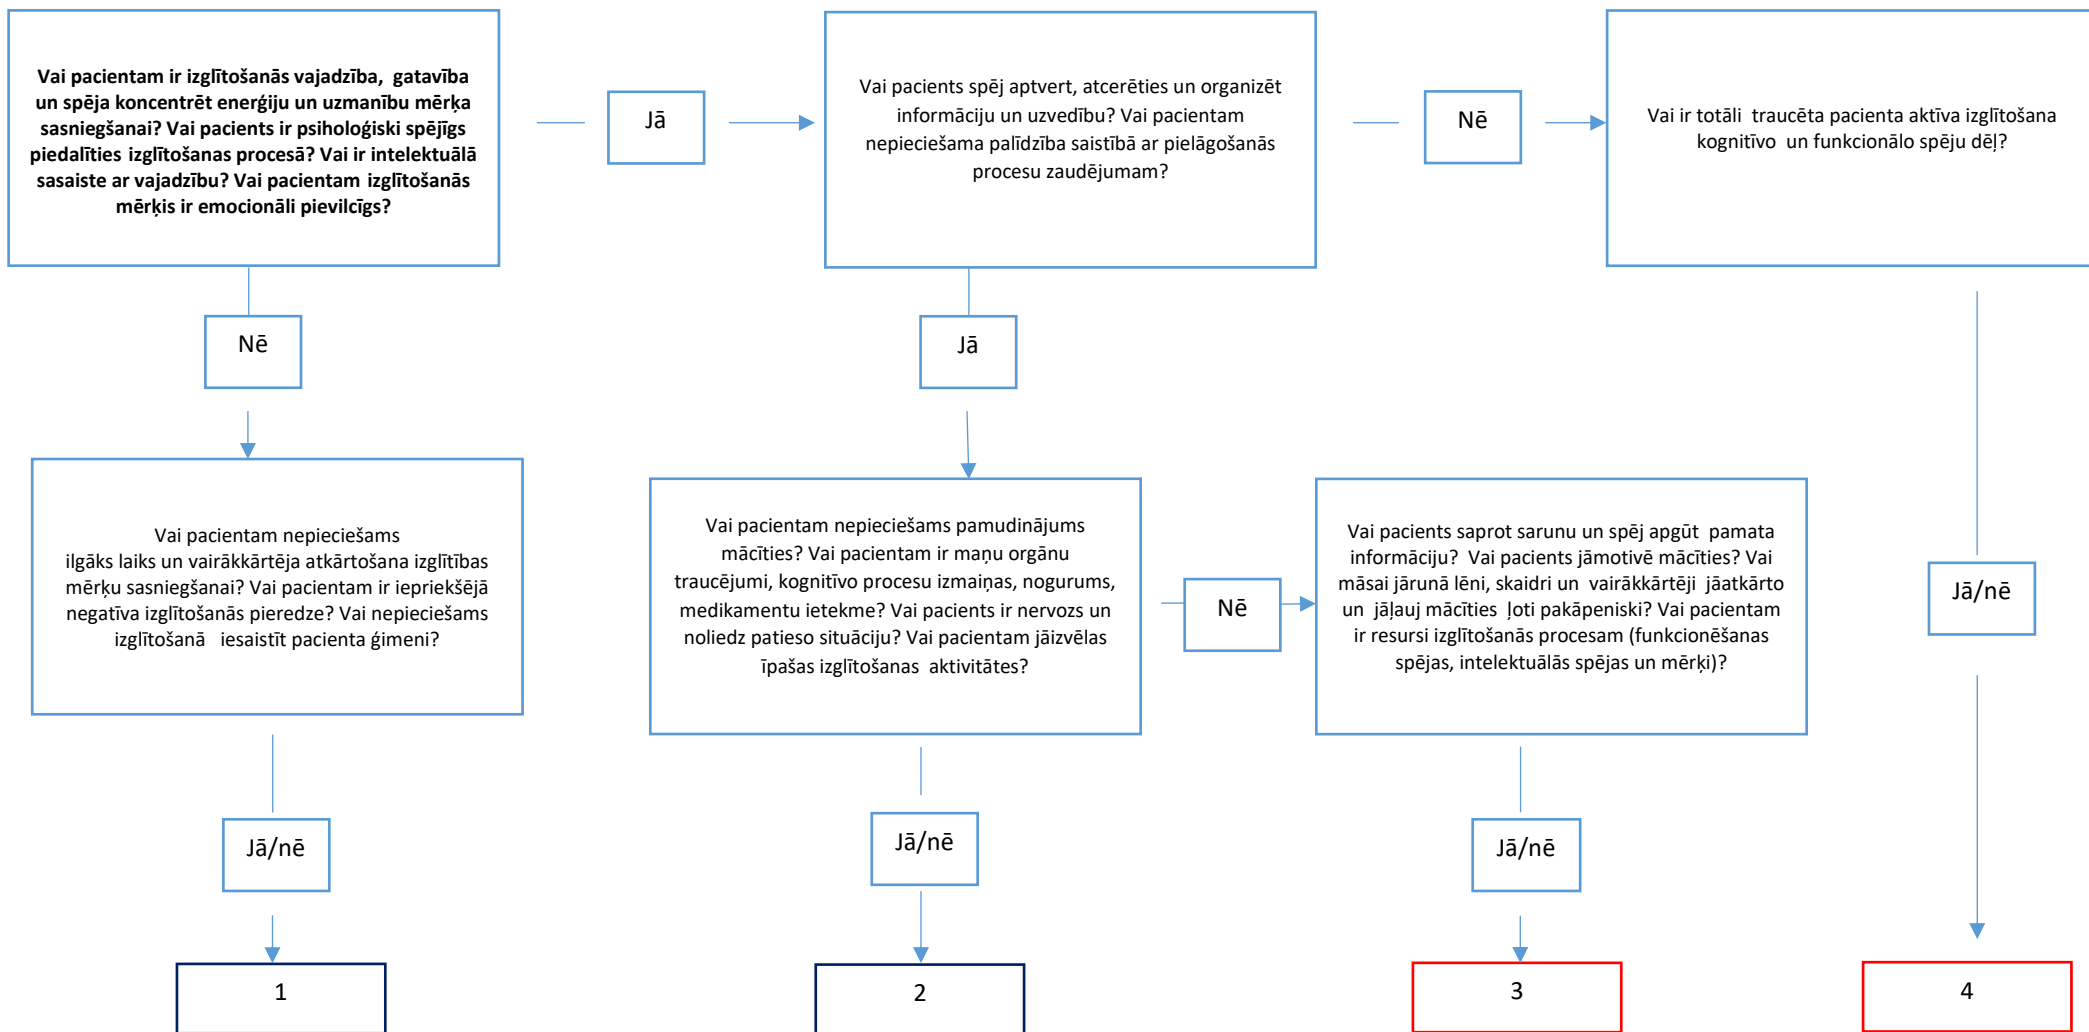 Vai pacientam ir izglītošanās vajadzība, gatavība
un spēja koncentrēt enerģiju un uzmanību mērķa
sasniegšanai? Vai pacients ir psiholoģiski spējīgs
piedalīties izglītošanas procesā? Vai ir intelektuālā
sasaiste ar vajadzību? Vai pacientam izglītošanās
mērķis ir emocionāli pievilcīgs?
Jā
Vai pacients spēj aptvert, atcerēties un organizēt
informāciju un uzvedību? Vai pacientam
nepieciešama palīdzība saistībā ar pielāgošanās
procesu zaudējumam?
Nē
Vai ir totāli traucēta pacienta aktīva izglītošana
kognitīvo un funkcionālo spēju dēļ?
Nē
Jā
Vai pacientam nepieciešams
ilgāks laiks un vairākkārtēja atkārtošana izglītības
mērķu sasniegšanai? Vai pacientam ir iepriekšējā
negatīva izglītošanās pieredze? Vai nepieciešams
izglītošanā iesaistīt pacienta ģimeni?
Vai pacientam nepieciešams pamudinājums
mācīties? Vai pacientam ir maņu orgānu
traucējumi, kognitīvo procesu izmaiņas, nogurums,
medikamentu ietekme? Vai pacients ir nervozs un
noliedz patieso situāciju? Vai pacientam jāizvēlas
īpašas izglītošanas aktivitātes?
Nē
Vai pacients saprot sarunu un spēj apgūt pamata
informāciju? Vai pacients jāmotivē mācīties? Vai
māsai jārunā lēni, skaidri un vairākkārtēji jāatkārto
un jāļauj mācīties ļoti pakāpeniski? Vai pacientam
ir resursi izglītošanās procesam (funkcionēšanas
spējas, intelektuālās spējas un mērķi)?
Jā/nē
Jā/nē
Jā/nē
Jā/nē
1
2
3
4